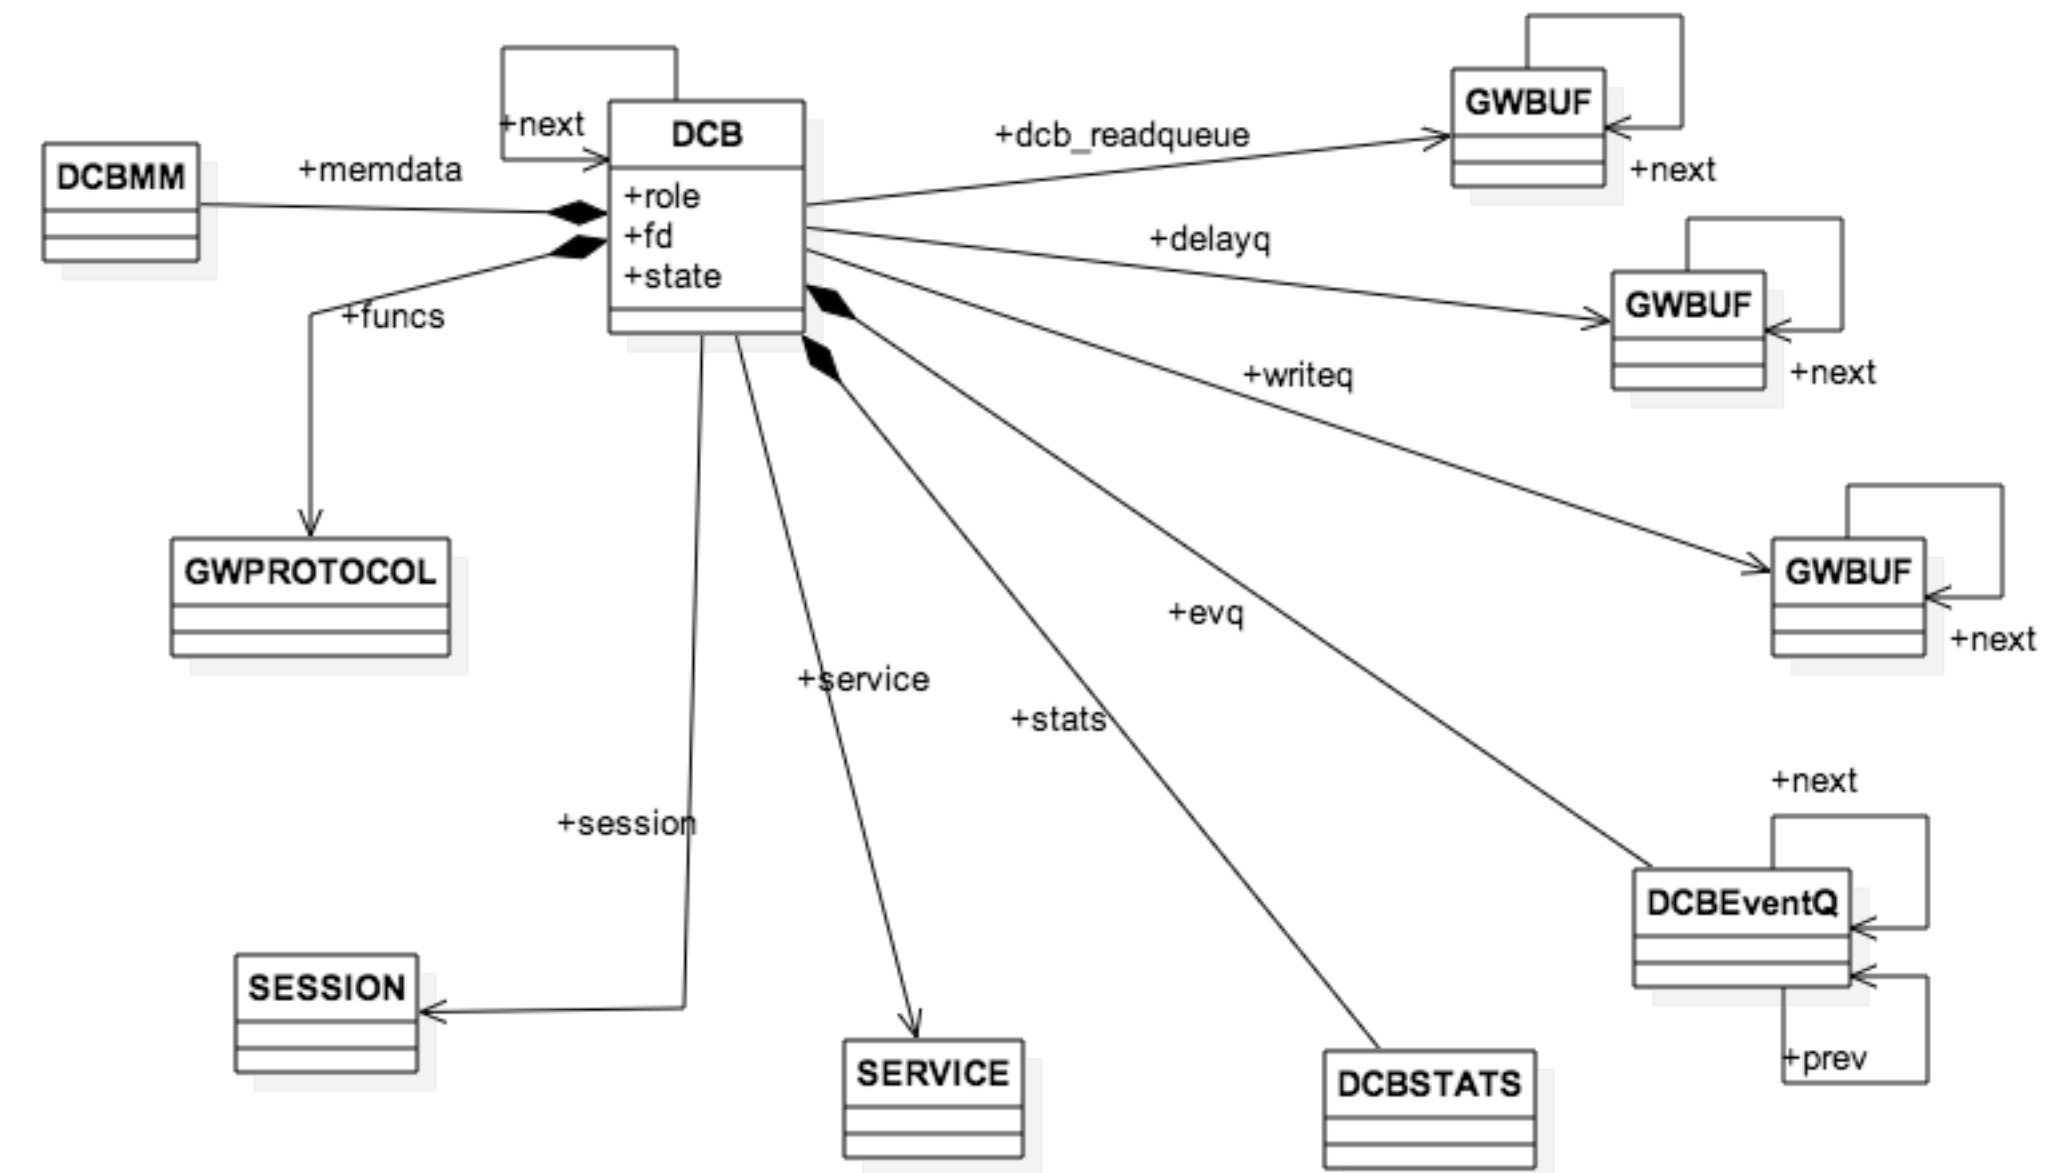 GWBUF
+next
DCB
+dcb_readqueue
+next
DCBMM
+memdata
+role
+fd
+state
+delayq
GWBUF
+next
+funcs
+writeq
GWBUF
+next
GWPROTOCOL
+evq
+service
+stats
+next
+session
DCBEventQ
SESSION
+prev
SERVICE
DCBSTATS